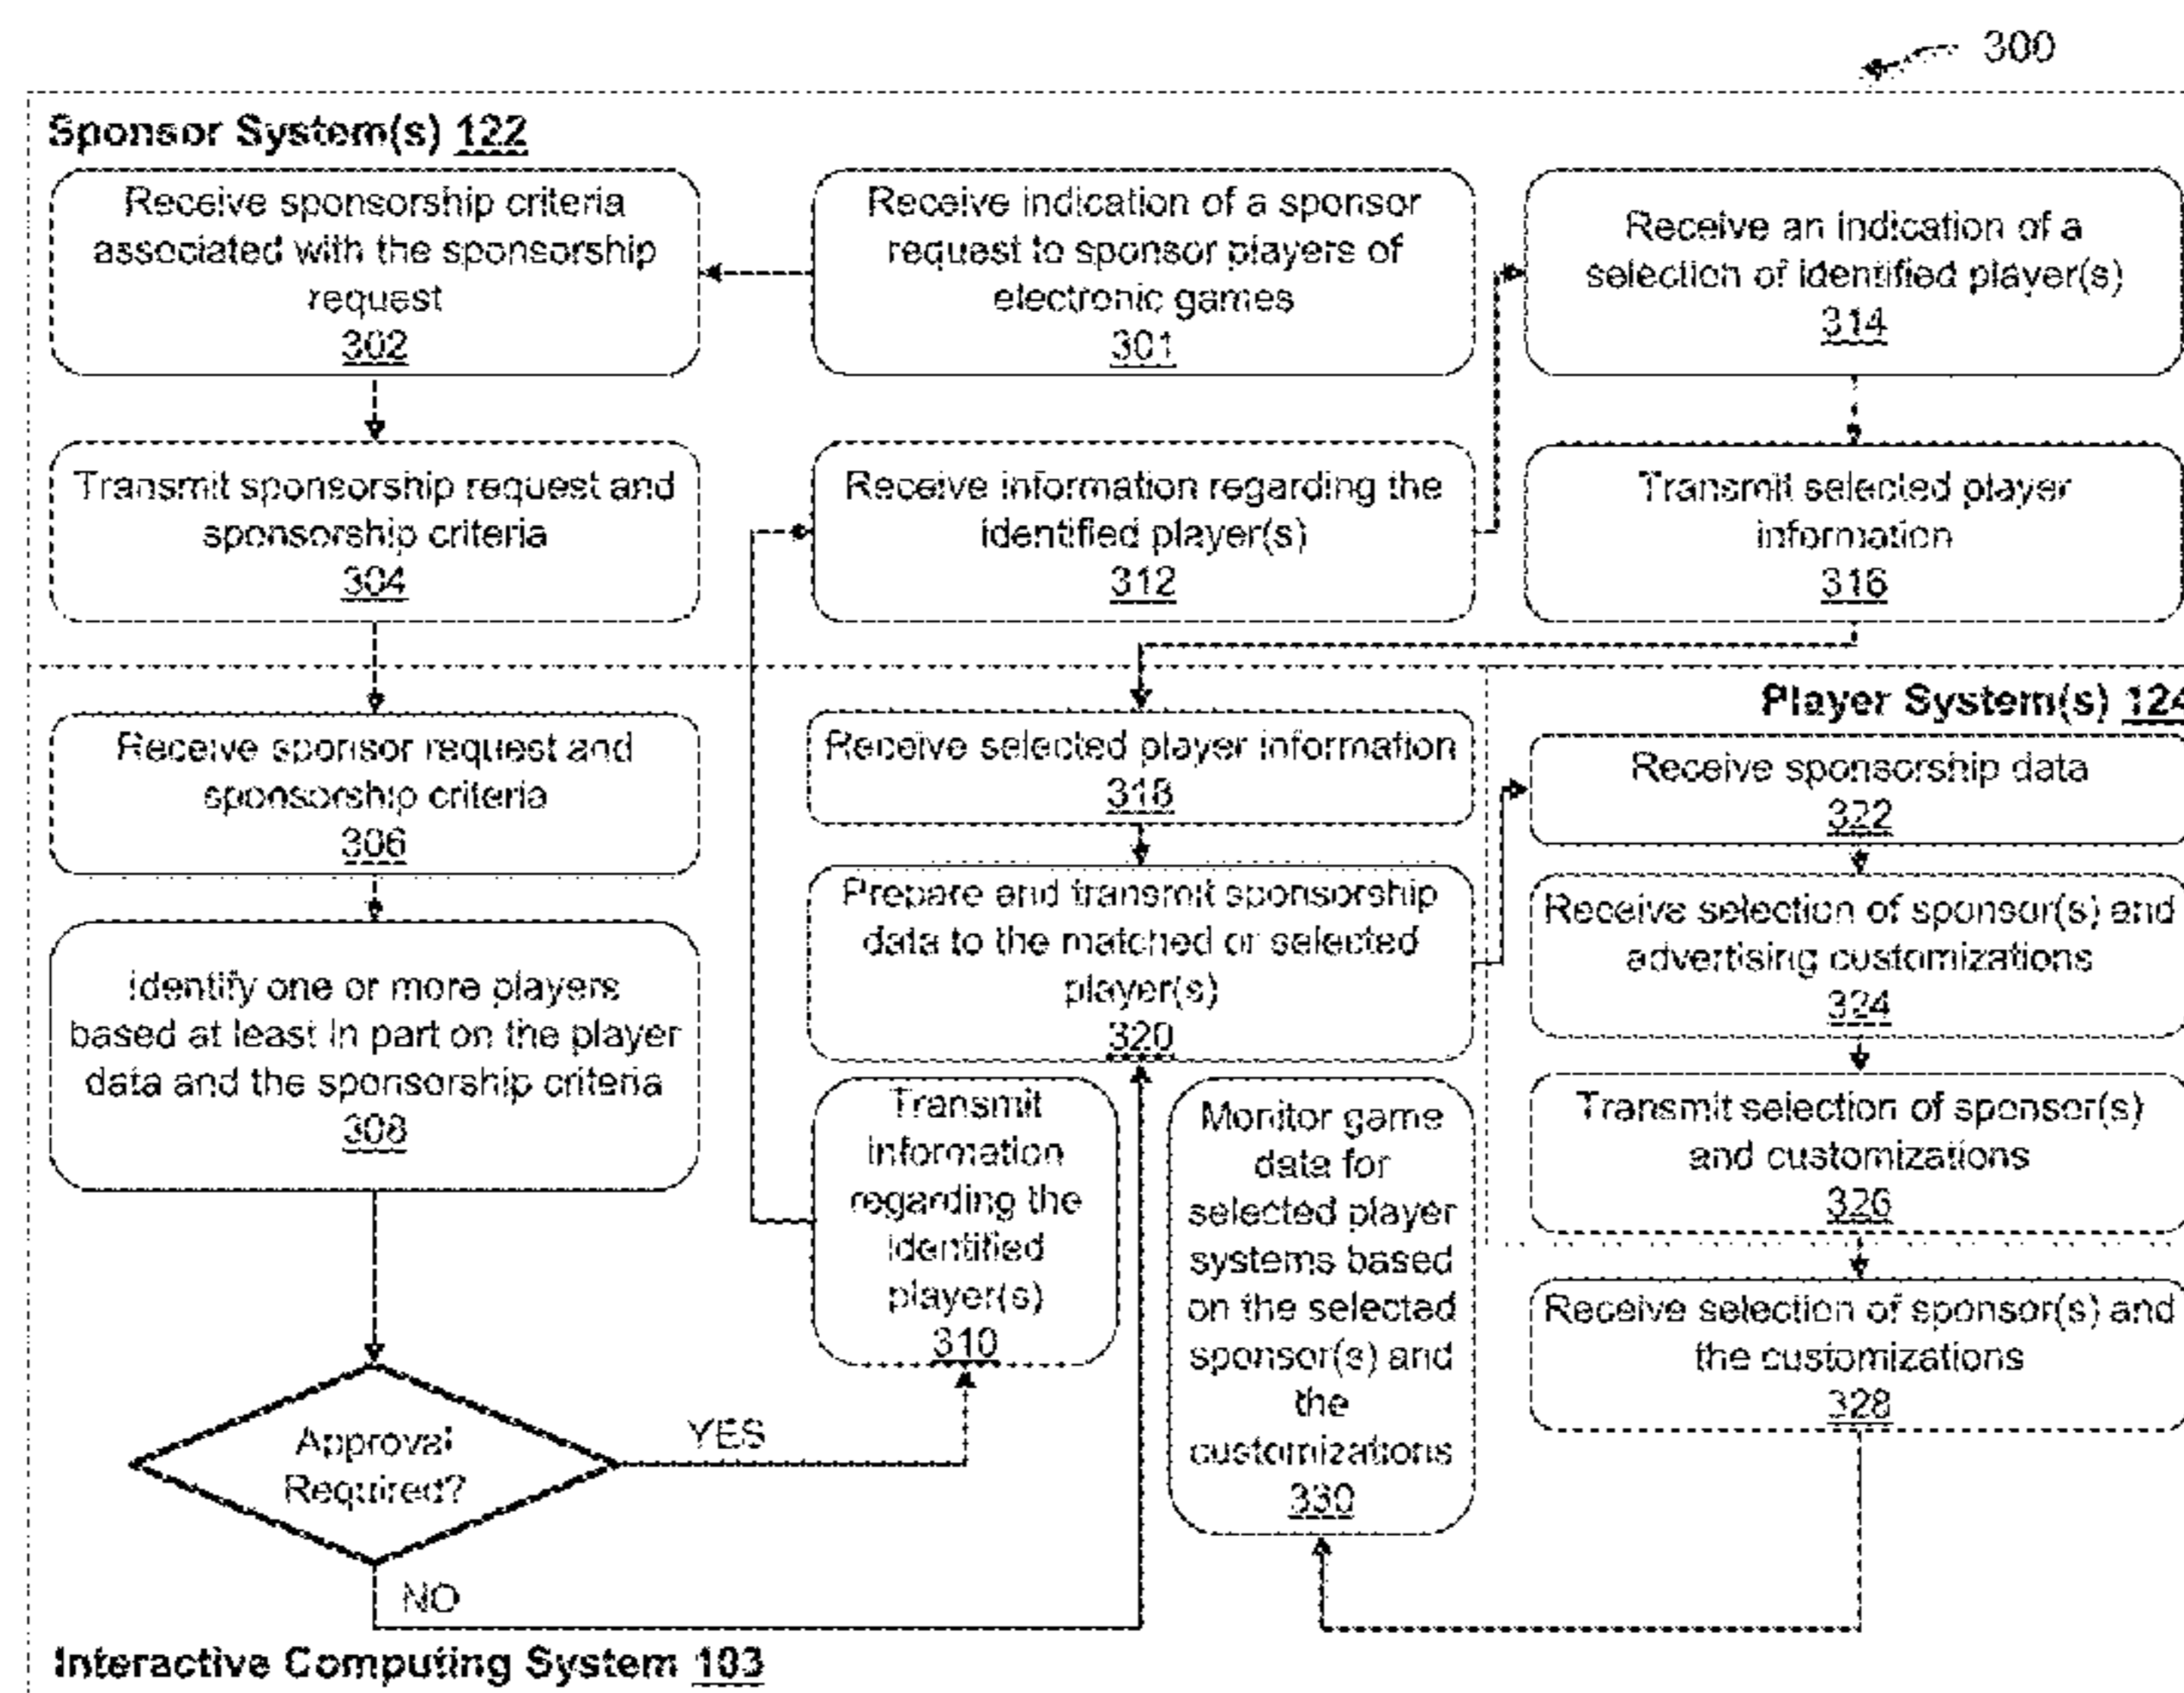 300
Sponsor System(s) 122
Receive sponsorship criteria
associated with the sponsorship
request
302
Receive indication of a sponsor
request to sponsor players of
electronic games
301
Receive an indication of a
selection of identified player(s)
314
Transmit sponsorship request and
sponsorship criteria
304
Receive information regarding the
identified player(s)
312
Transmit selected player
information
316
Player System(s) 124
Receive sponsor request and
sponsorship criteria
306
Receive selected player information
318
Receive sponsorship data
322
Identify one or more players
based at least in part on the player
data and the sponsorship criteria
308
Prepare and transmit sponsorship
data to the matched or selected
player(s)
320
Receive selection of sponsor(s) and
advertising customizations
324
Transmit
information
regarding the
identified
player(s)
310
Monitor game
data for
selected player
systems based
on the selected
sponsor(s) and
the
customizations
330
Transmit selection of sponsor(s)
and customizations
326
Receive selection of sponsor(s) and
the customizations
328
Approval
Required?
YES
NO
Interactive Computing System 103